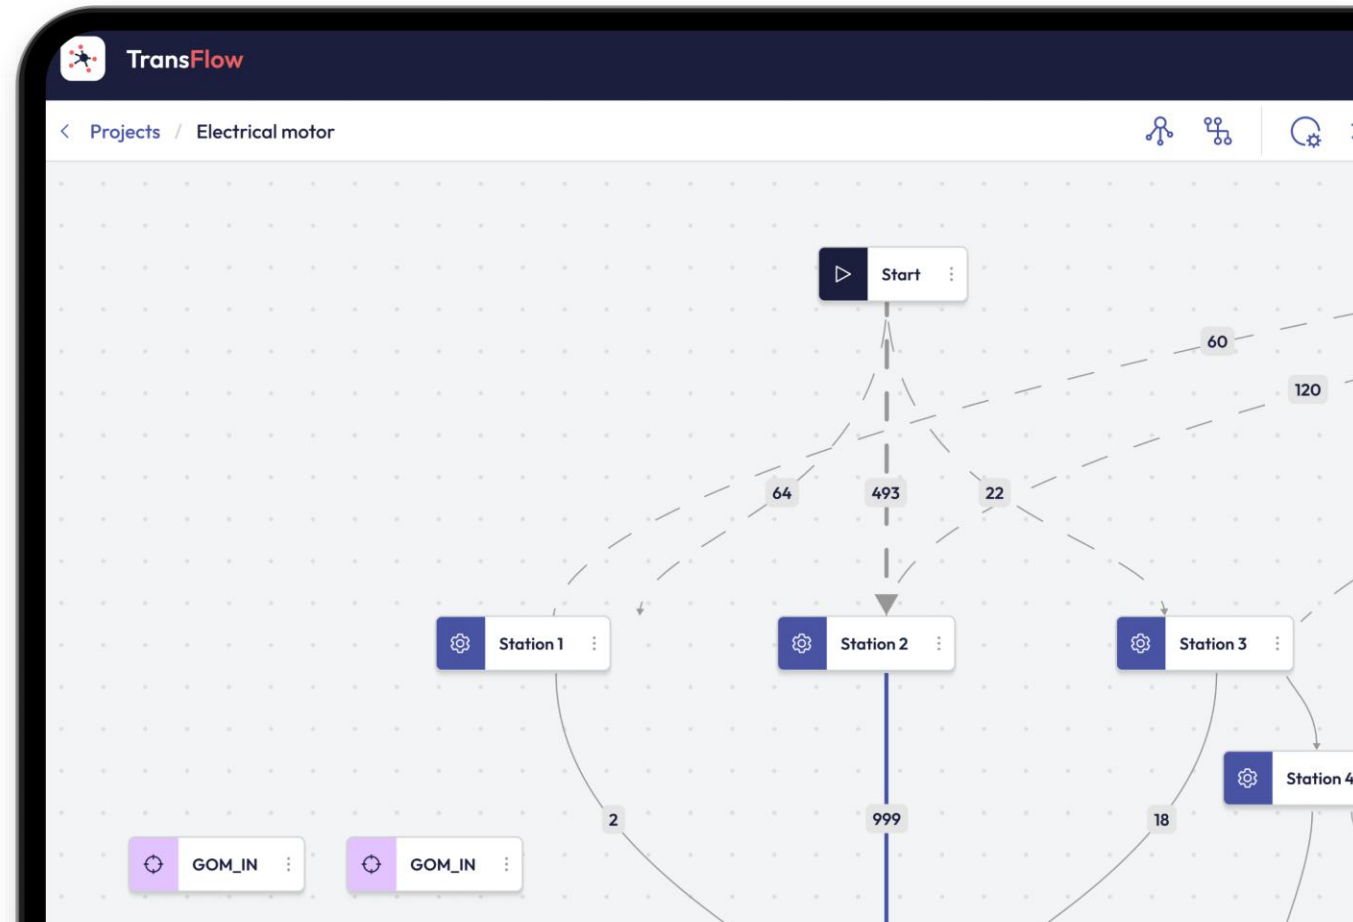 TransFlow
Projects / Electrical motor
Start
60
120
64
493
22
Station 1
Station 2
Station 3
Station 4
2
999
18
GOM_IN
GOM_IN